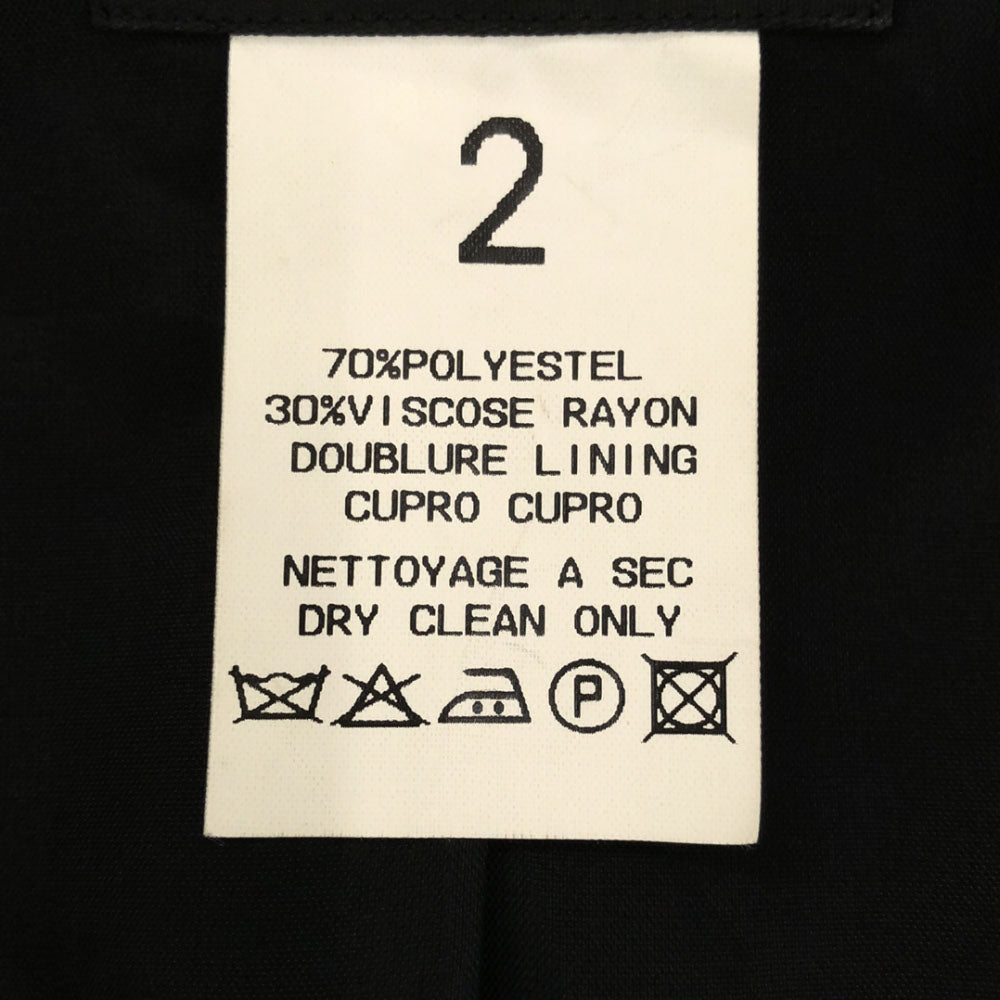 2
70%POLYESTEL
30%VISCOSE RAYON
DOUBLURE LINING
CUPRO CUPRO
NETTOYAGE A SEC
DRY CLEAN ONLY
P